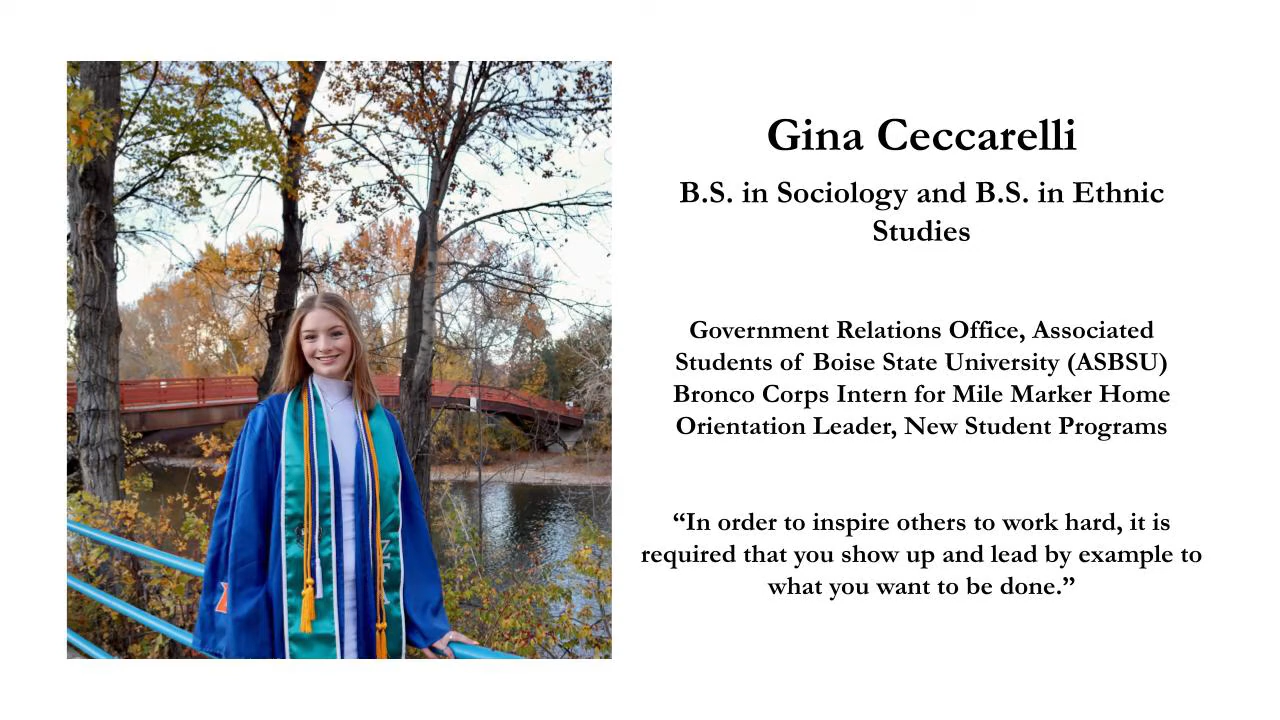 Gina Ceccarelli
B.S. in Sociology and B.S. in Ethnic
Studies
Government Relations Office, Associated
Students of Boise State University (ASBSU)
Bronco Corps Intern for Mile Marker Home
Orientation Leader, New Student Programs
“In order to inspire others to work hard, it is
required that you show up and lead by example to
what you want to be done.”